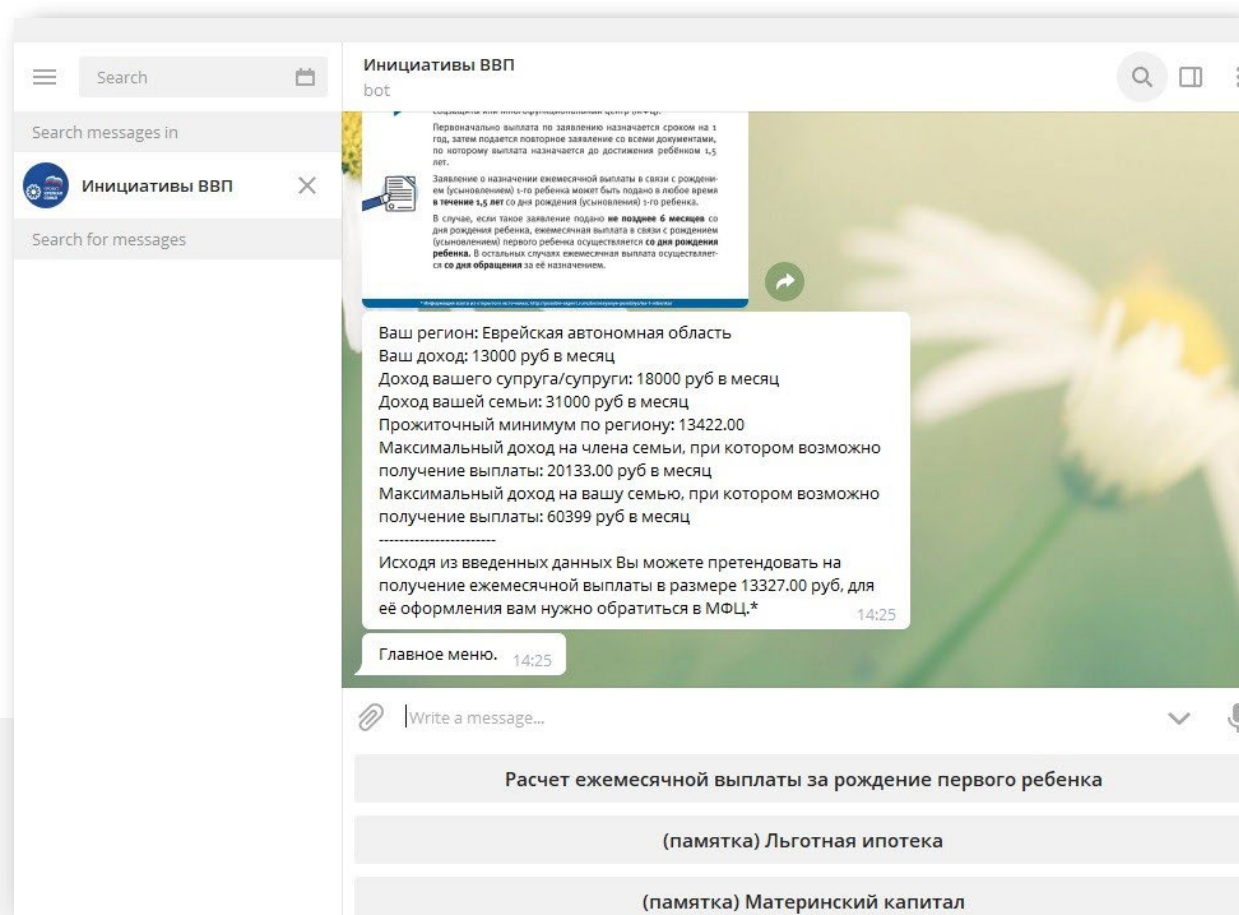 Инициативы ВВП
bot
Search
Search messages in
Инициативы ВВП
Search for messages
соцзащиты или многофункциональный центр (МФЦ).
Первоначально выплата по заявлению назначается сроком на 1
год, затем подается повторное заявление со всеми документами,
по которому выплата назначается до достижения ребёнком 1,5
лет.
Заявление о назначении ежемесячной выплаты в связи с рождени-
ем (усыновлением) 1-го ребенка может быть подано в любое время
в течение 1,5 лет со дня рождения (усыновления) 1-го ребенка.
В случае, если такое заявление подано не позднее 6 месяцев со
дня рождения ребенка, ежемесячная выплата в связи с рождением
(усыновлением) первого ребенка осуществляется со дня рождения
ребенка. В остальных случаях ежемесячная выплата осуществляет-
ся со дня обращения за её назначением.
* Информация взята из открытого источника,
Ваш регион: Еврейская автономная область
Ваш доход: 13000 руб в месяц
Доход вашего супруга/супруги: 18000 руб в месяц
Доход вашей семьи: 31000 руб в месяц
Прожиточный минимум по региону: 13422.00
Максимальный доход на члена семьи, при котором возможно
получение выплаты: 20133.00 руб в месяц
Максимальный доход на вашу семью, при котором возможно
получение выплаты: 60399 руб в месяц
-----------------------
Исходя из введенных данных Вы можете претендовать на
получение ежемесячной выплаты в размере 13327.00 руб, для
её оформления вам нужно обратиться в МФЦ.*
14:25
Главное меню. 14:25
Write a message...
Расчет ежемесячной выплаты за рождение первого ребенка
(памятка) Льготная ипотека
(памятка) Материнский капитал